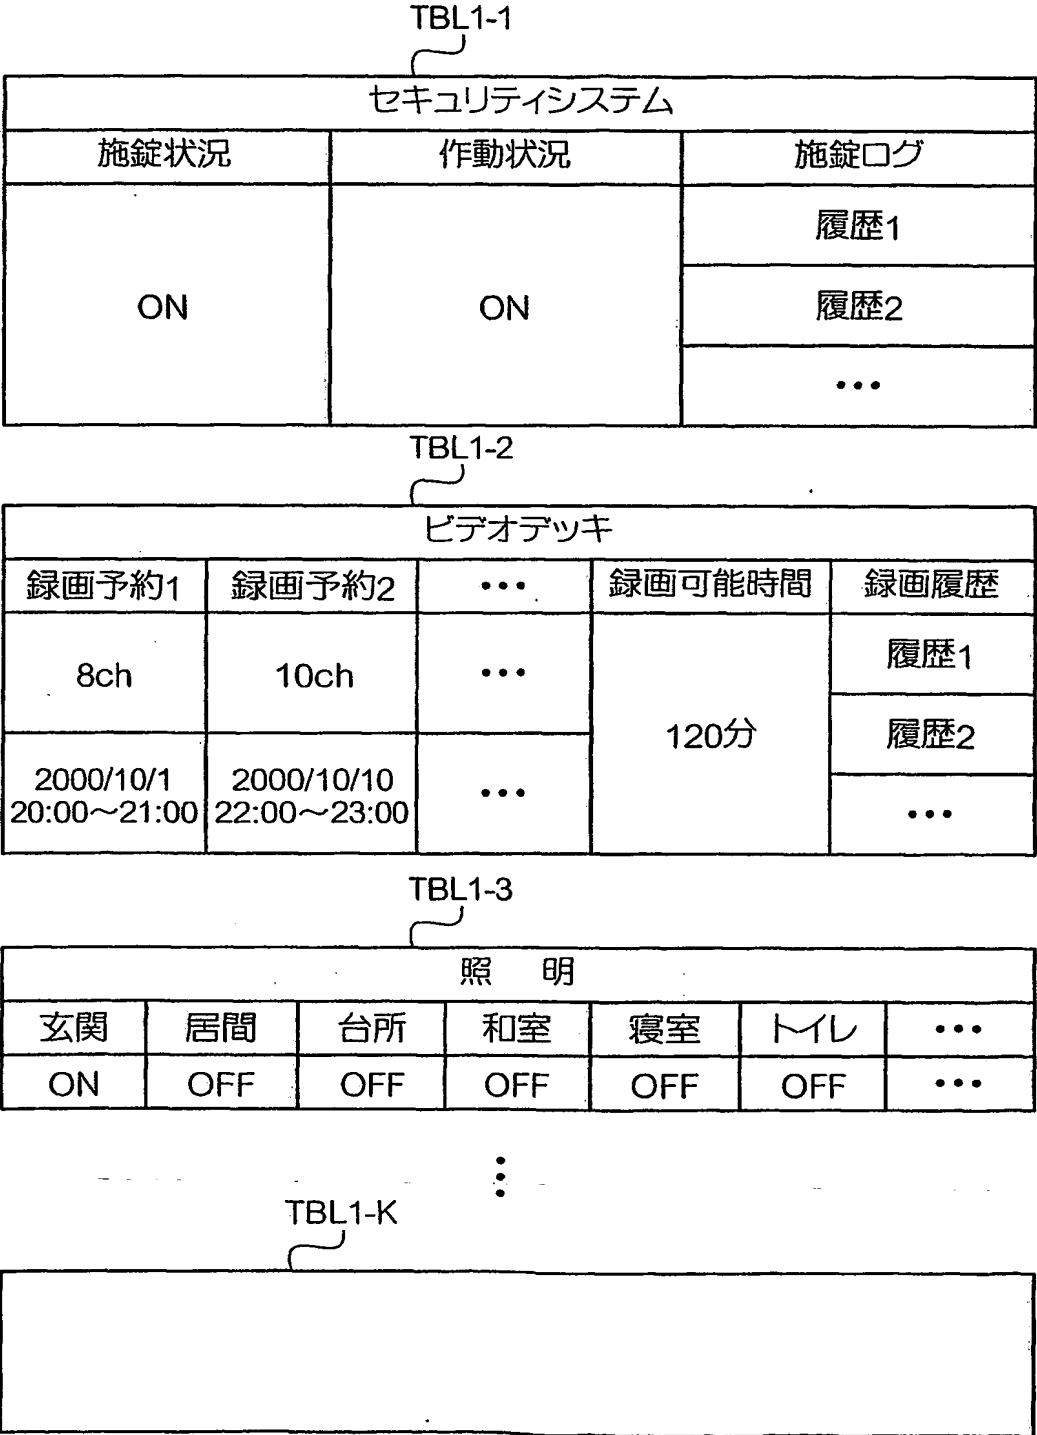 TBL1-1
セキュリティシステム
施錠状況 作動状況 施錠ログ
履歴1
ON ON 履歴2
•••
TBL1-2
ビデオデッキ
録画予約1 録画予約2 ••• 録画可能時間 録画履歴
8ch 10ch ••• 履歴1
120分 履歴2
2000/10/1 2000/10/10 •••
20:00～21:00 22:00～23:00 •••
TBL1-3
照 明
玄関 居間 台所 和室 寝室 トイレ •••
ON OFF OFF OFF OFF OFF •••
⋮
TBL1-K